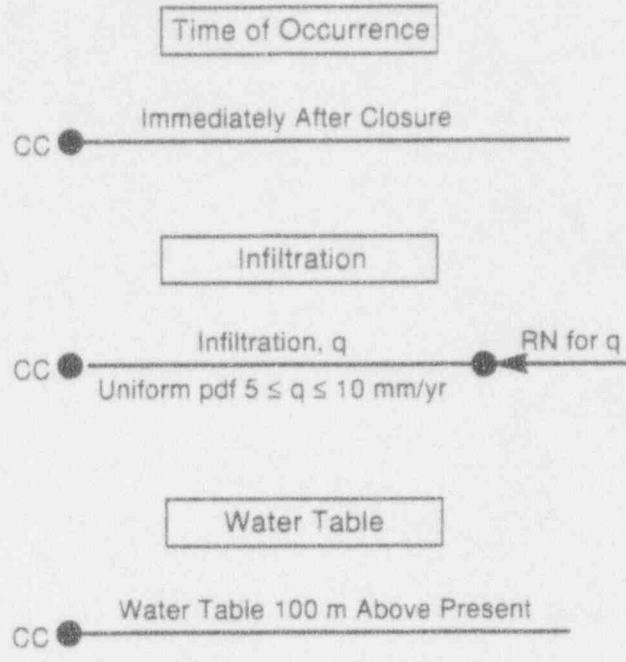 Time of Occurrence
Immediately After Closure
CC
Infiltration
Infiltration, q
RN for q
CC
Uniform pdf 5 ≤ q ≤ 10 mm/yr
Water Table
Water Table 100 m Above Present
CC